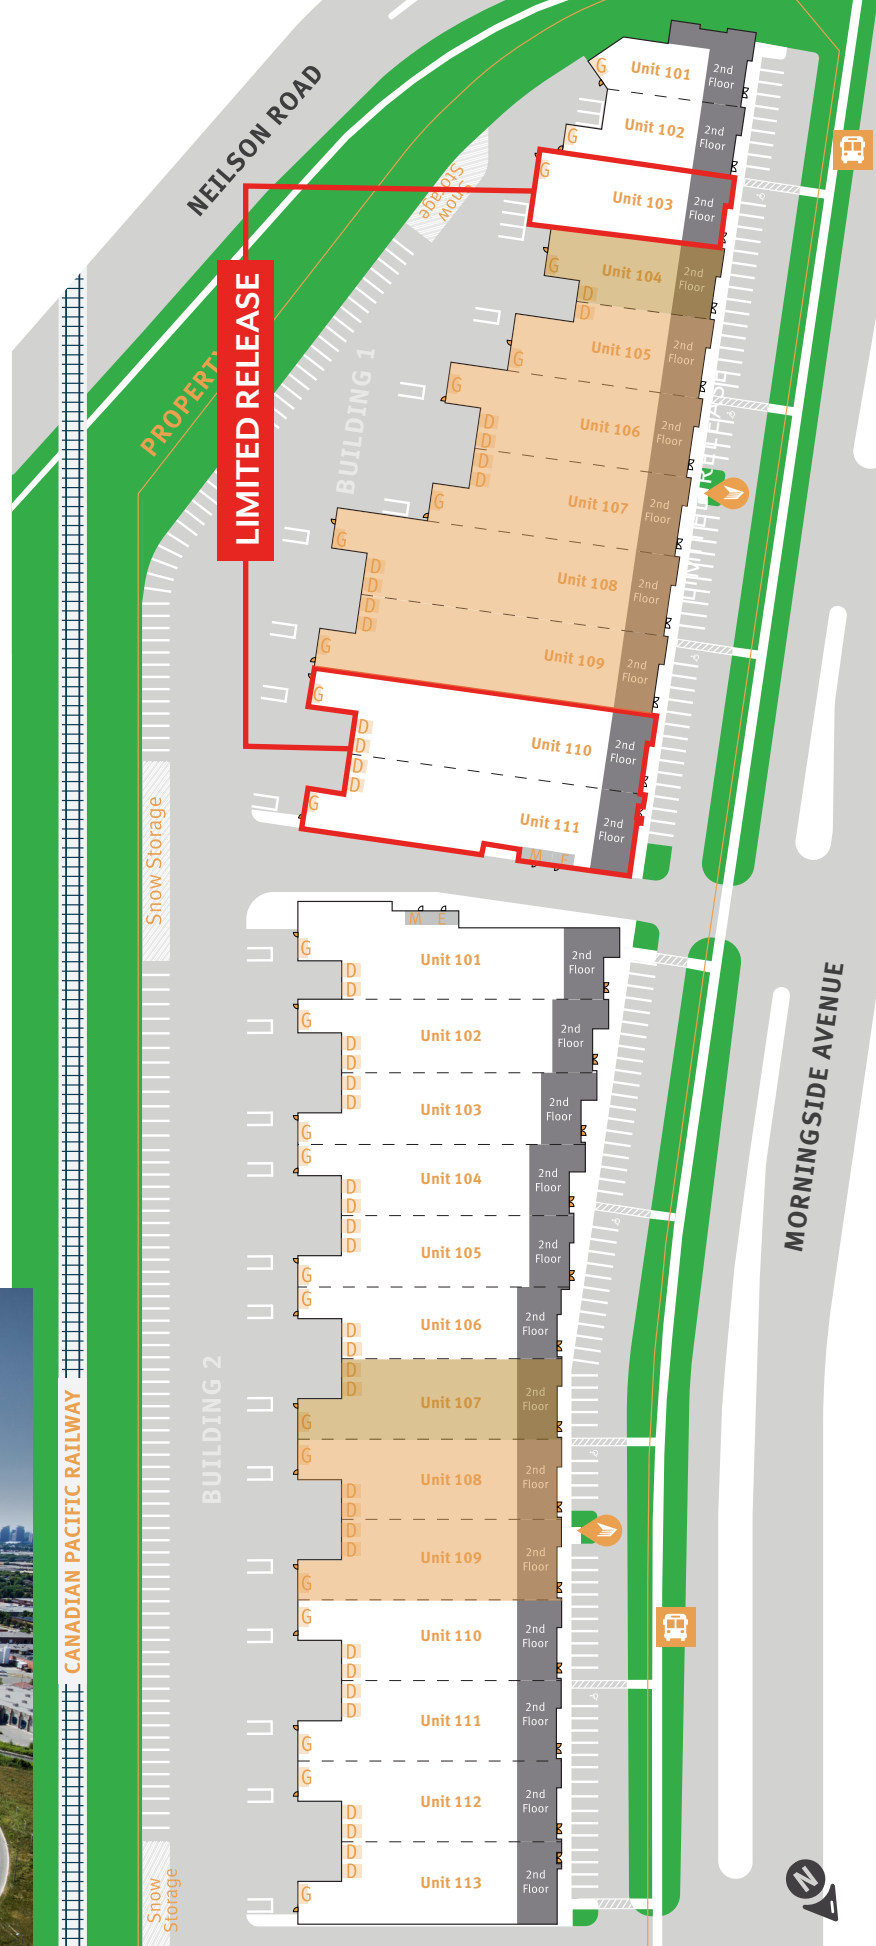 NEILSON ROAD
Snow
Storage
PROPERTY
LIMITED RELEASE
BUILDING 1
G
Unit 101
2nd
Floor
G
Unit 102
2nd
Floor
G
Unit 103
2nd
Floor
G
Unit 104
2nd
Floor
D
D
Unit 105
2nd
Floor
G
G
Unit 106
2nd
Floor
D
D
D
D
Unit 107
2nd
Floor
G
G
Unit 108
2nd
Floor
D
D
D
D
Unit 109
2nd
Floor
G
G
Unit 110
2nd
Floor
D
D
D
D
G
Unit 111
2nd
Floor
M E
Snow Storage
M E
G
Unit 101
2nd
Floor
D
D
G
Unit 102
2nd
Floor
D
D
D
D
Unit 103
2nd
Floor
G
G
Unit 104
2nd
Floor
D
D
D
D
Unit 105
2nd
Floor
G
G
Unit 106
2nd
Floor
D
D
D
D
Unit 107
2nd
Floor
G
G
Unit 108
2nd
Floor
D
D
D
D
Unit 109
2nd
Floor
G
G
Unit 110
2nd
Floor
D
D
D
D
Unit 111
2nd
Floor
G
G
Unit 112
2nd
Floor
D
D
D
D
Unit 113
2nd
Floor
G
BUILDING 2
MORNINGSIDE AVENUE
CANADIAN PACIFIC RAILWAY
Snow
Storage
N